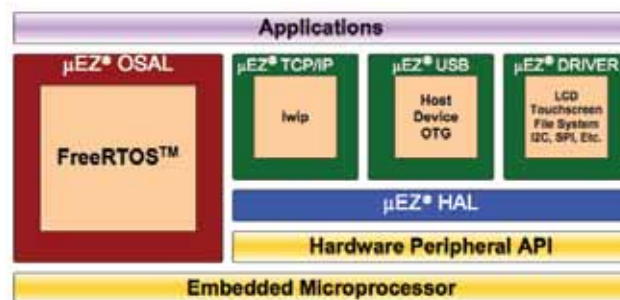 Applications
µEZ® OSAL
FreeRTOS™
µEZ® TCP/IP
lwip
µEZ® USB
Host
Device
OTG
µEZ® DRIVER
LCD
Touchscreen
File System
I2C, SPI, Etc.
µEZ® HAL
Hardware Peripheral API
Embedded Microprocessor